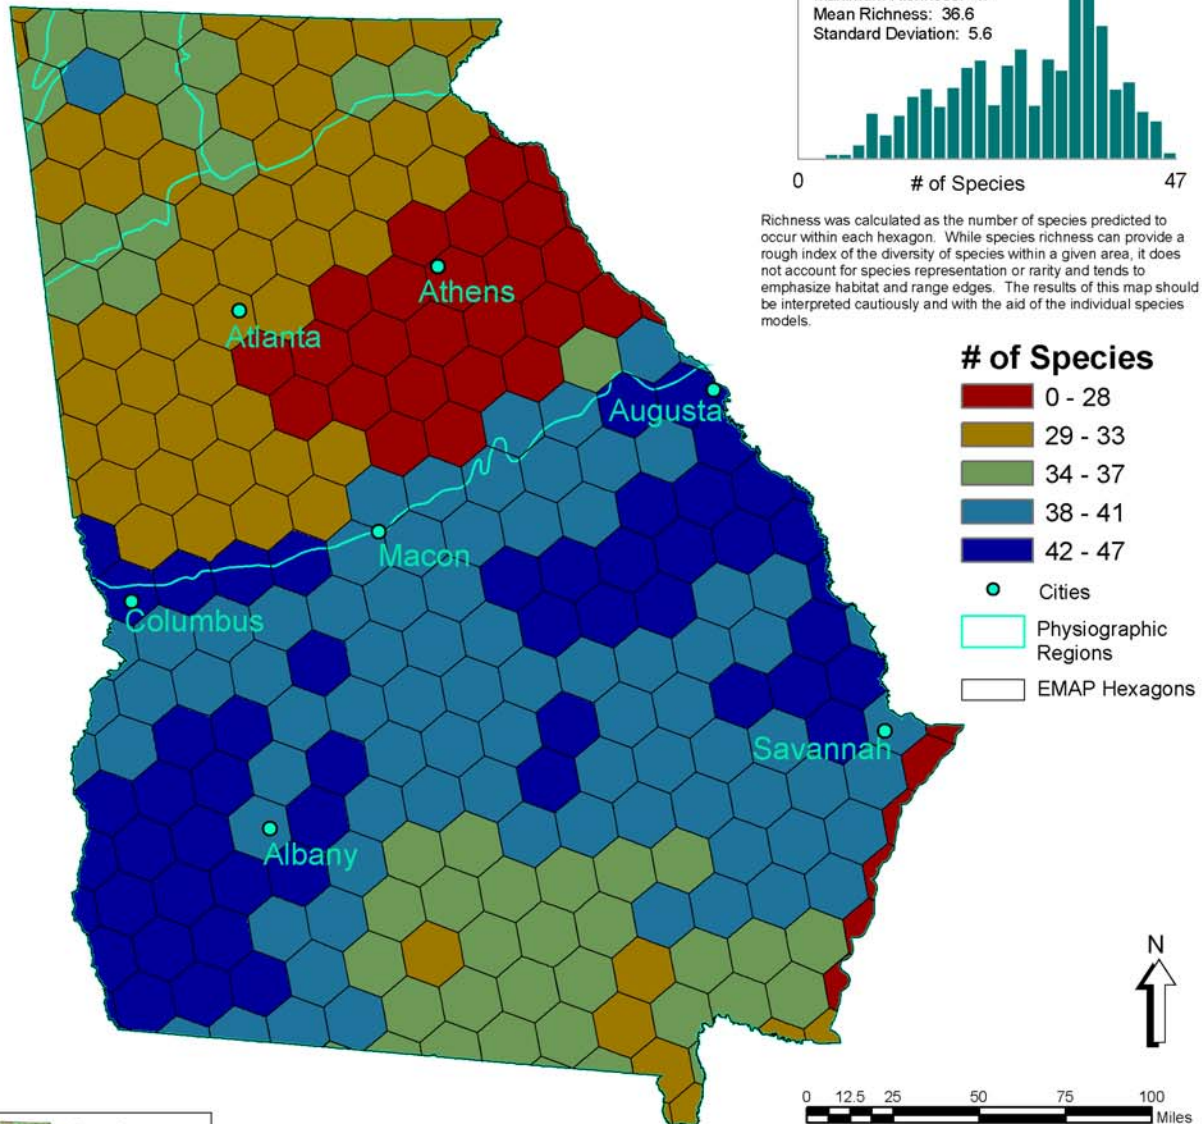 Mean Richness: 36.6
Standard Deviation: 5.6
0
# of Species
47
Richness was calculated as the number of species predicted to
occur within each hexagon. While species richness can provide a
rough index of the diversity of species within a given area, it does
not account for species representation or rarity and tends to
emphasize habitat and range edges. The results of this map should
be interpreted cautiously and with the aid of the individual species
models.
# of Species
0 - 28
29 - 33
34 - 37
38 - 41
42 - 47
Cities
Physiographic
Regions
EMAP Hexagons
Athens
Atlanta
Augusta
Macon
Columbus
Savannah
Albany
N
0 12.5 25 50 75 100
Miles